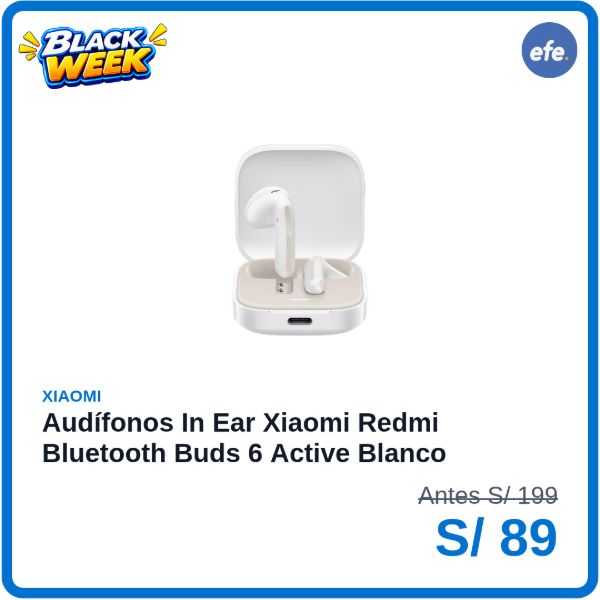 BLACK
WEEK
efe.
XIAOMI
Audífonos In Ear Xiaomi Redmi
Bluetooth Buds 6 Active Blanco
Antes S/ 199
S/ 89